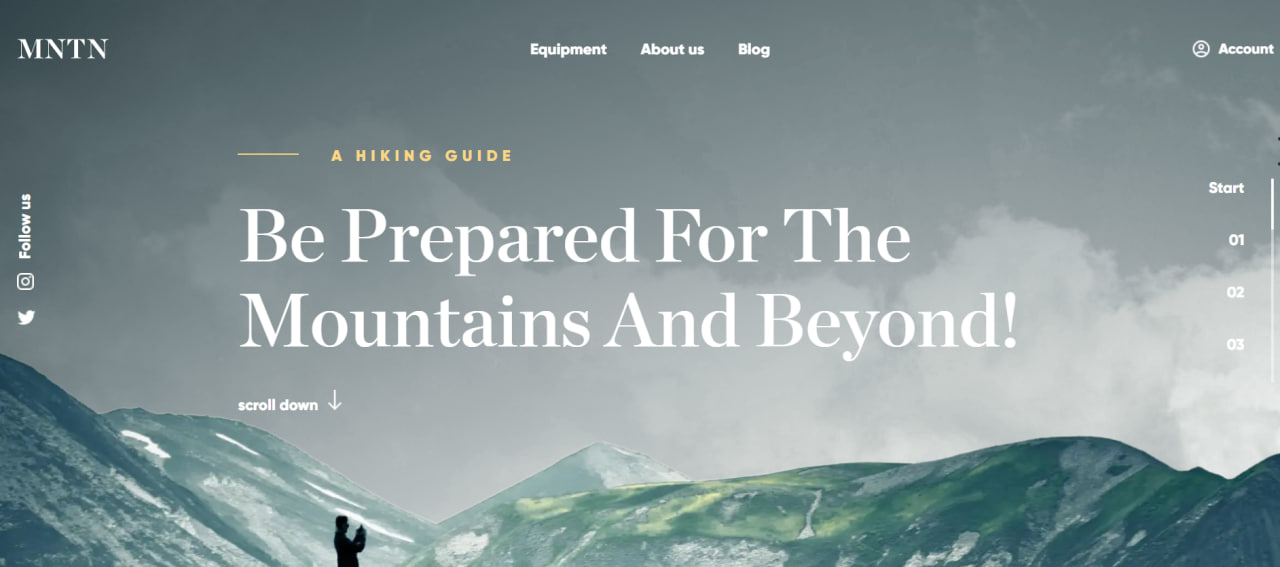 MNTN
Equipment
About us
Blog
Account
A HIKING GUIDE
Follow us
Be Prepared For The
Mountains And Beyond!
scroll down
Start
01
02
03